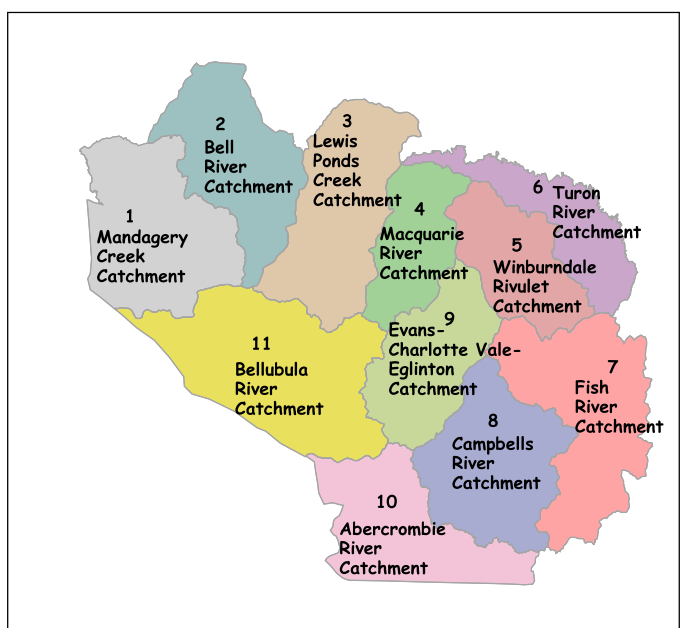 1
Mandagery
Creek
Catchment
2
Bell
River
Catchment
3
Lewis
Ponds
Creek
Catchment
4
Macquarie
River
Catchment
5
Winburndale
Rivulet
Catchment
6 Turon
River
Catchment
7
Fish
River
Catchment
8
Campbells
River
Catchment
9
Evans-
Charlotte Vale-
Eglinton
Catchment
10
Abercrombie
River
Catchment
11
Bellubula
River
Catchment